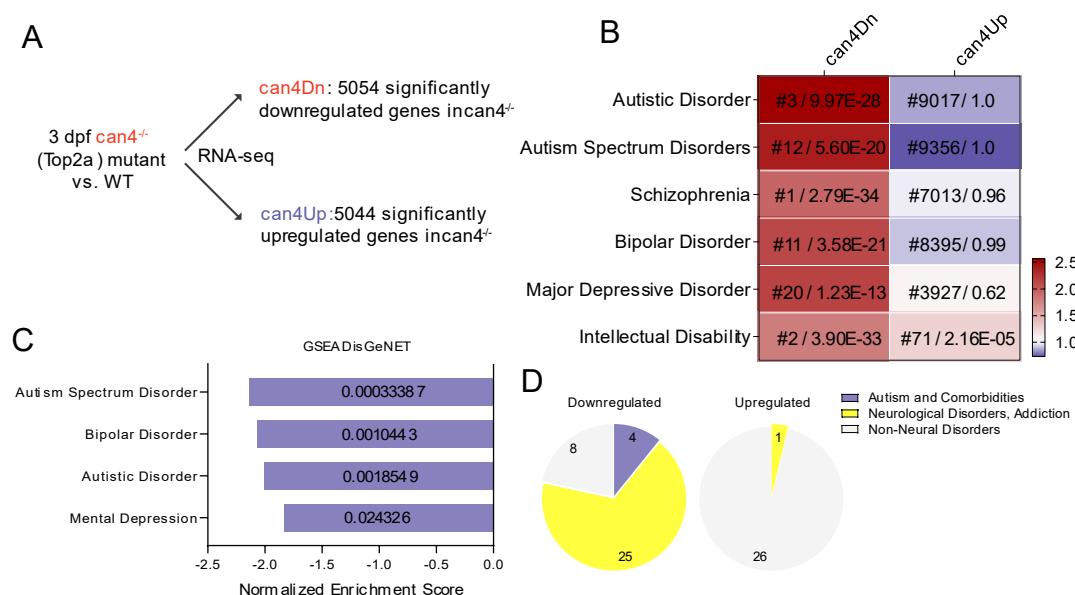 A
can4Dn: 5054 significantly
downregulated genes incan4-/-
3 dpf can4-/-
(Top2a ) mutant
vs. WT
RNA-seq
can4Up:5044 significantly
upregulated genes incan4-/-
B
can4Dn can4Up
Autistic Disorder #3 / 9.97E-28 #9017/ 1.0
Autism Spectrum Disorders #12 / 5.60E-20 #9356/ 1.0
Schizophrenia #1 / 2.79E-34 #7013/ 0.96
Bipolar Disorder #11 / 3.58E-21 #8395/ 0.99
Major Depressive Disorder #20 / 1.23E-13 #3927/ 0.62
Intellectual Disability #2 / 3.90E-33 #71 / 2.16E-05
2.5
2.0
1.5
1.0
C
GSEADisGeNET
Autism Spectrum Disorder 0.00033387
Bipolar Disorder 0.0010443
Autistic Disorder 0.0018549
Mental Depression 0.024326
-2.5 -2.0 -1.5 -1.0 -0.5 0.0
Normalized Enrichment Score
D
Downregulated
8
4
25
Upregulated
1
26
Autism and Comorbidities
Neurological Disorders, Addiction
Non-Neural Disorders